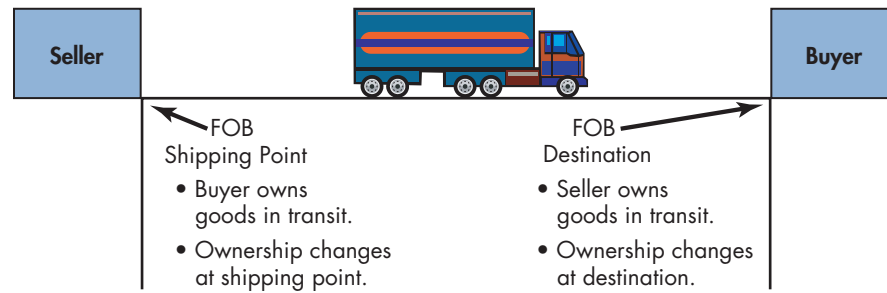 Seller
Buyer
FOB
Shipping Point
• Buyer owns
goods in transit.
• Ownership changes
at shipping point.
FOB
Destination
• Seller owns
goods in transit.
• Ownership changes
at destination.